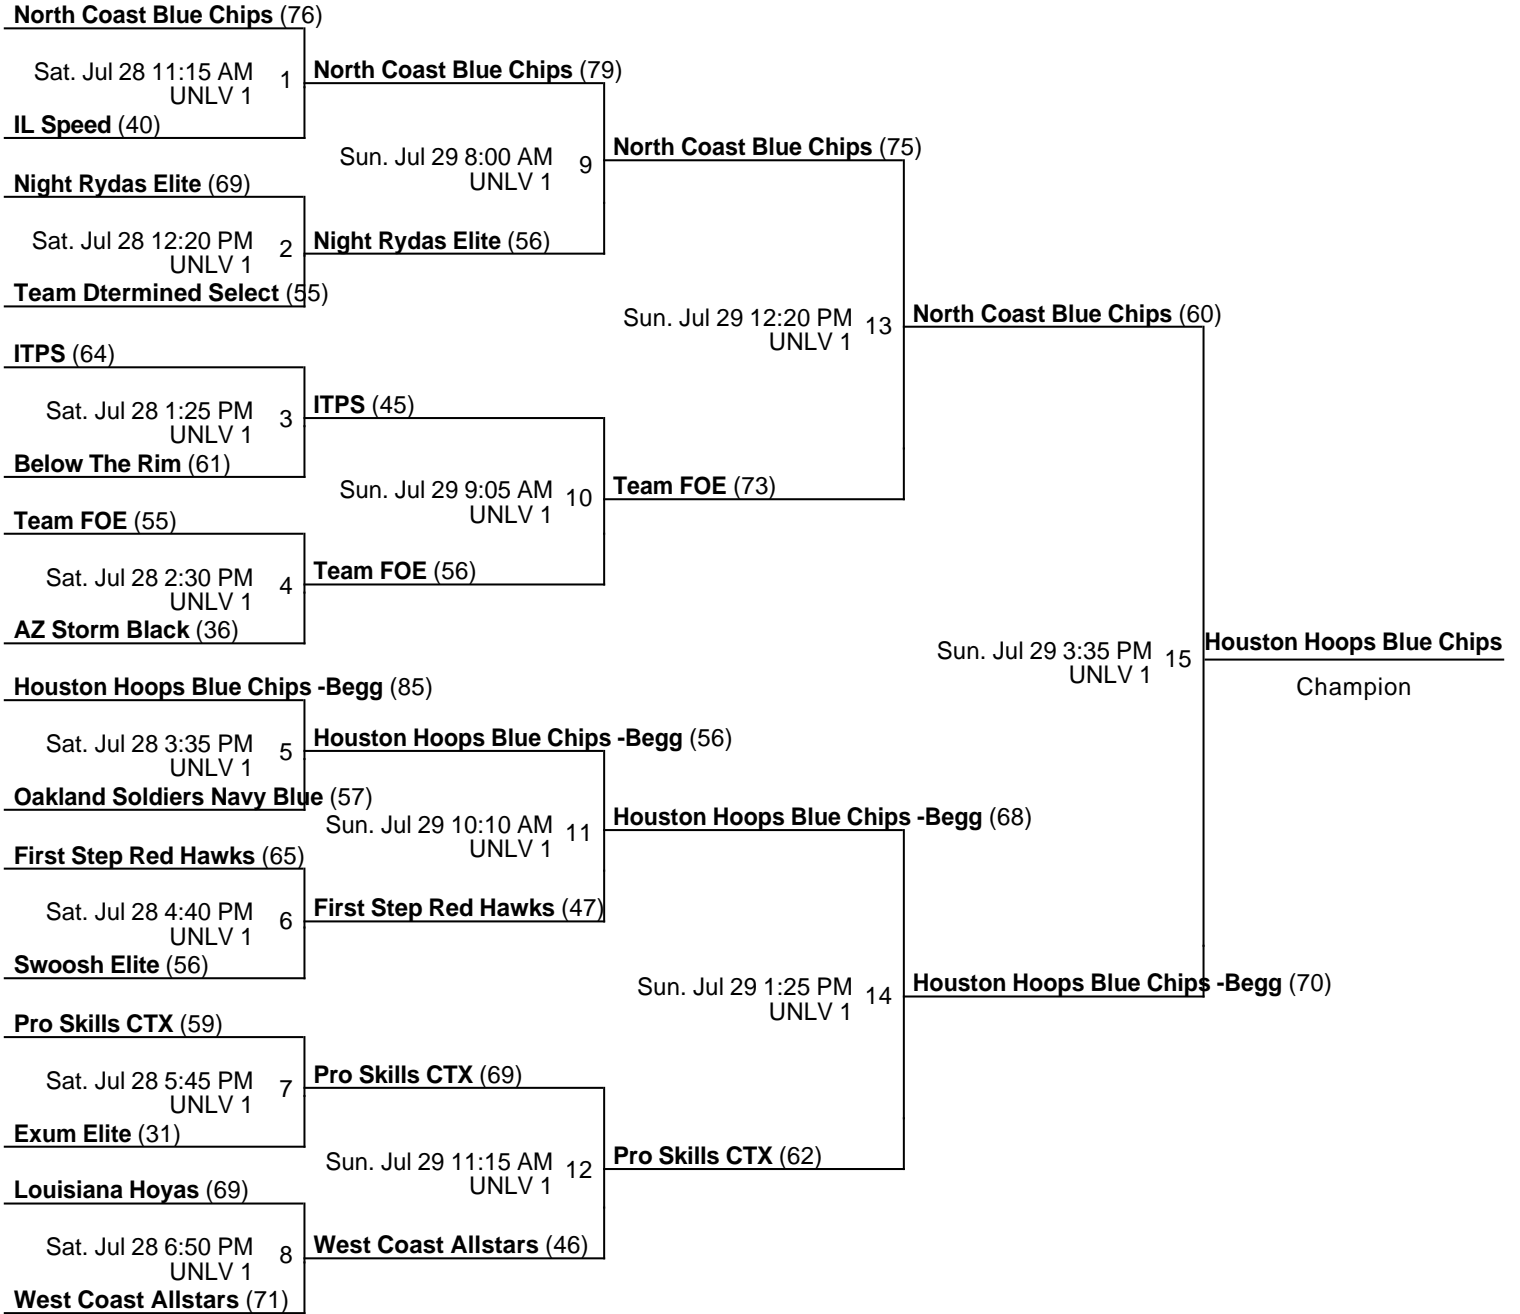 North Coast Blue Chips (76)
Sat. Jul 28 11:15 AM 1
UNLV 1
IL Speed (40)
Night Rydas Elite (69)
Sat. Jul 28 12:20 PM 2
UNLV 1
Team Dtermined Select (55)
ITPS (64)
Sat. Jul 28 1:25 PM 3
UNLV 1
Below The Rim (61)
Team FOE (55)
Sat. Jul 28 2:30 PM 4
UNLV 1
AZ Storm Black (36)
Houston Hoops Blue Chips -Begg (85)
Sat. Jul 28 3:35 PM 5
UNLV 1
Oakland Soldiers Navy Blue (57)
First Step Red Hawks (65)
Sat. Jul 28 4:40 PM 6
UNLV 1
Swoosh Elite (56)
Pro Skills CTX (59)
Sat. Jul 28 5:45 PM 7
UNLV 1
Exum Elite (31)
Louisiana Hoyas (69)
Sat. Jul 28 6:50 PM 8
UNLV 1
West Coast Allstars (71)
North Coast Blue Chips (79)
Sun. Jul 29 8:00 AM 9
UNLV 1
Night Rydas Elite (56)
ITPS (45)
Sun. Jul 29 9:05 AM 10
UNLV 1
Team FOE (56)
Houston Hoops Blue Chips -Begg (56)
Sun. Jul 29 10:10 AM 11
UNLV 1
First Step Red Hawks (47)
Pro Skills CTX (69)
Sun. Jul 29 11:15 AM 12
UNLV 1
West Coast Allstars (46)
North Coast Blue Chips (75)
Sun. Jul 29 12:20 PM 13
UNLV 1
Team FOE (73)
Houston Hoops Blue Chips -Begg (68)
Sun. Jul 29 1:25 PM 14
UNLV 1
Pro Skills CTX (62)
North Coast Blue Chips (60)
Sun. Jul 29 3:35 PM 15
UNLV 1
Houston Hoops Blue Chips -Begg (70)
Houston Hoops Blue Chips
Champion